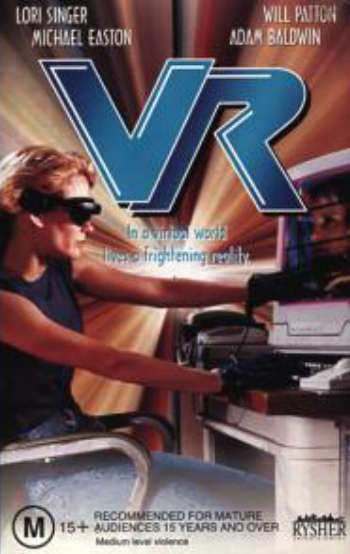 LORI SINGER WILL PATTON
MICHAEL EASTON ADAM BALDWIN
VR
In a virtual world
lives a frightening reality.
M 15+ RECOMMENDED FOR MATURE
AUDIENCES 15 YEARS AND OVER
Medium level violence
RYSHER